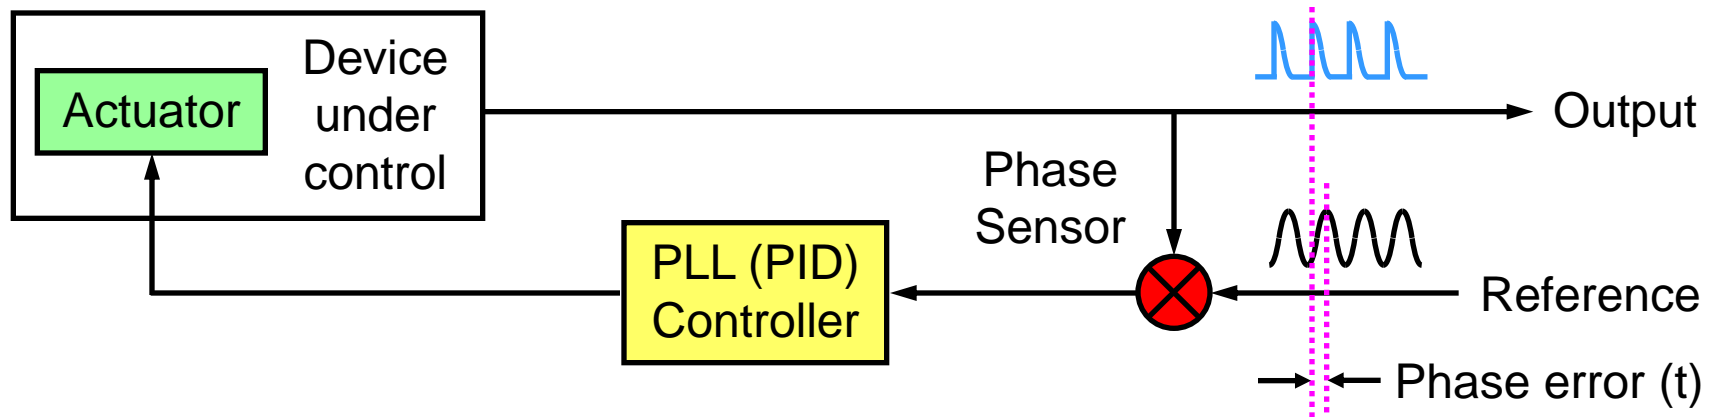 Actuator
Device
under
control
Output
Phase
Sensor
PLL (PID)
Controller
Reference
Phase error (t)